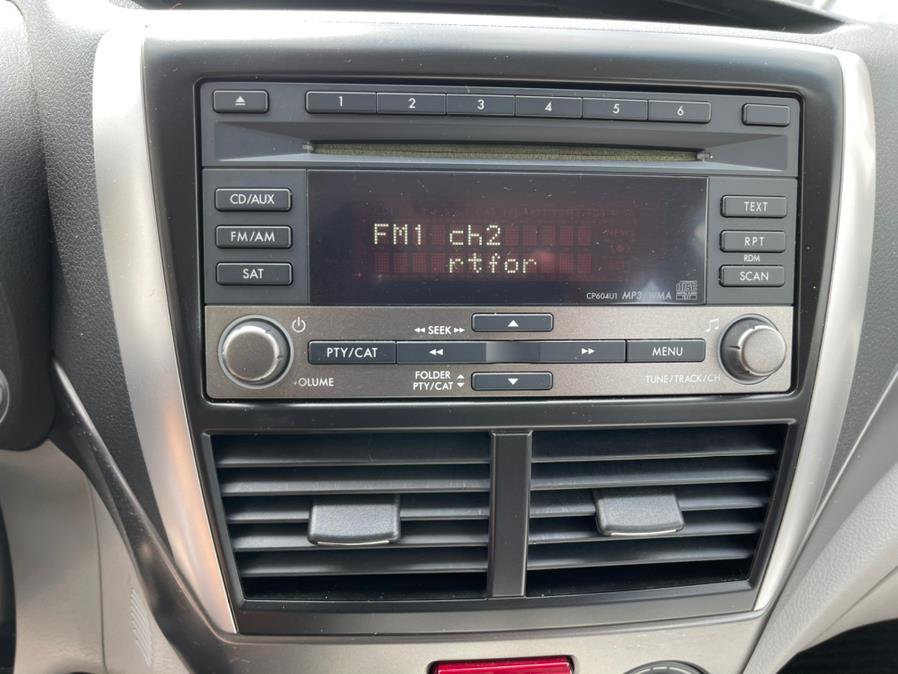 1 2 3 4 5 6
CD/AUX
FM/AM
SAT
FM1 ch2
rtfor
TEXT
RPT
RDM
SCAN
CP604U1 MP3/WMA
SEEK
PTY/CAT
MENU
FOLDER
PTY/CAT
OLUME
TUNE/TRACK/CH